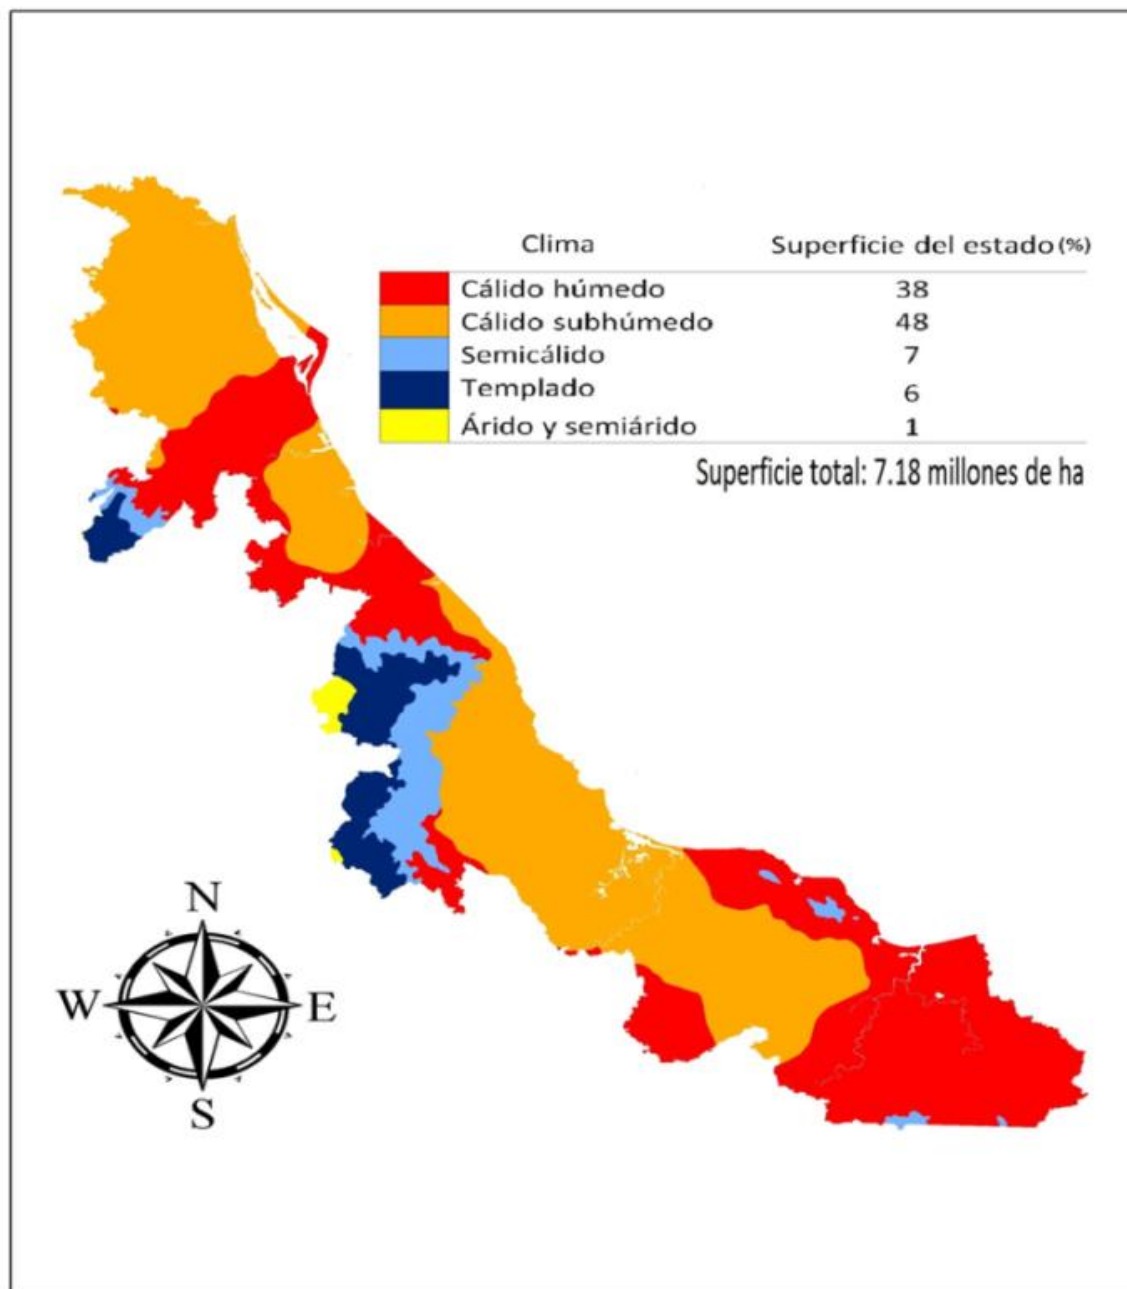 Clima Superficie del estado (%)
Cálido húmedo 38
Cálido subhúmedo 48
Semicálido 7
Templado 6
Árido y semiárido 1
Superficie total: 7.18 millones de ha
N
W E
S